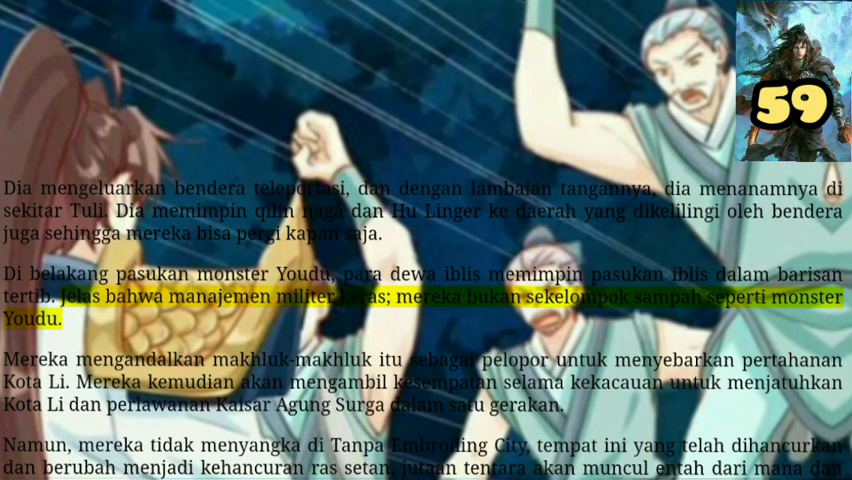 59
Dia mengeluarkan bendera teleportasi, dan dengan lambaian tangannya, dia menanamnya di
sekitar Tuli. Dia memimpin qilin naga dan Hu Linger ke daerah yang dikelilingi oleh bendera
juga sehingga mereka bisa pergi kapan saja.
Di belakang pasukan monster Youdu, para dewa iblis memimpin pasukan iblis dalam barisan
tertib. Jelas bahwa manajemen militer keras; mereka bukan sekelompok sampah seperti monster
Youdu.
Mereka mengandalkan makhluk-makhluk itu sebagai pelopor untuk menyebarkan pertahanan
Kota Li. Mereka kemudian akan mengambil kesempatan selama kekacauan untuk menjatuhkan
Kota Li dan perlawanan Kaisar Agung Surga dalam satu gerakan.
Namun, mereka tidak menyangka di Tanpa Embroiling City, tempat ini yang telah dihancurkan
dan berubah menjadi kehancuran ras setan, jutaan tentara akan muncul entah dari mana dan